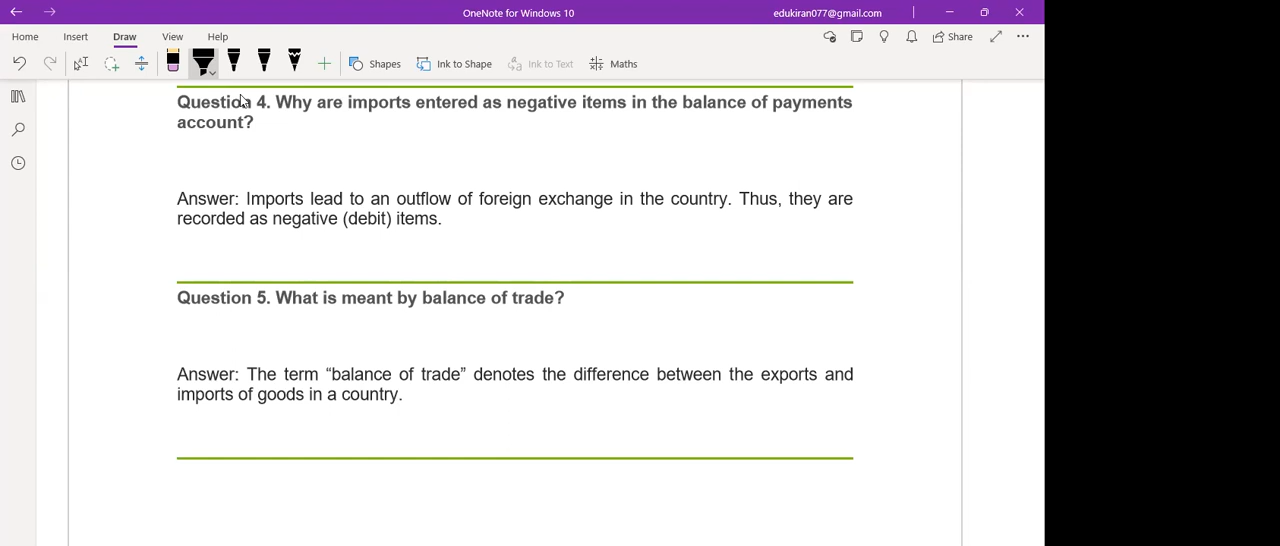 OneNote for Windows 10
edukiran077@gmail.com
Home Insert Draw View Help
Share
Shapes Ink to Shape Ink to Text Maths
Question 4. Why are imports entered as negative items in the balance of payments
account?
Answer: Imports lead to an outflow of foreign exchange in the country. Thus, they are
recorded as negative (debit) items.
Question 5. What is meant by balance of trade?
Answer: The term “balance of trade” denotes the difference between the exports and
imports of goods in a country.